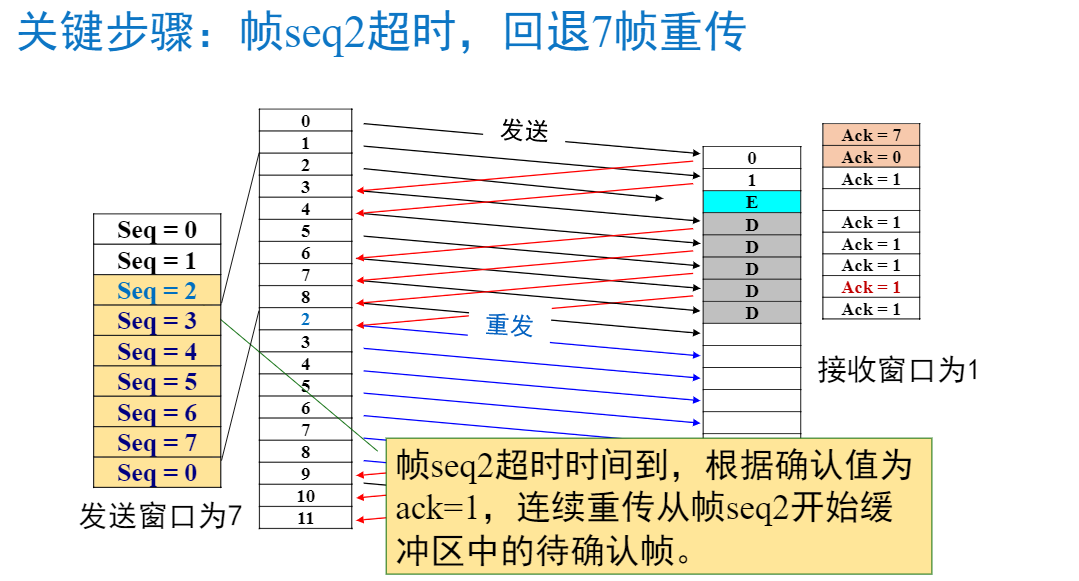 关键步骤：帧seq2超时，回退7帧重传
Seq = 0
Seq = 1
Seq = 2
Seq = 3
Seq = 4
Seq = 5
Seq = 6
Seq = 7
Seq = 0
发送窗口为7
0
1
2
3
4
5
6
7
8
2
3
4
5
6
7
8
9
10
11
发送
重发
0
1
E
D
D
D
D
D
Ack = 7
Ack = 0
Ack = 1
Ack = 1
Ack = 1
Ack = 1
Ack = 1
Ack = 1
接收窗口为1
帧seq2超时时间到，根据确认值为
ack=1，连续重传从帧seq2开始缓
冲区中的待确认帧。